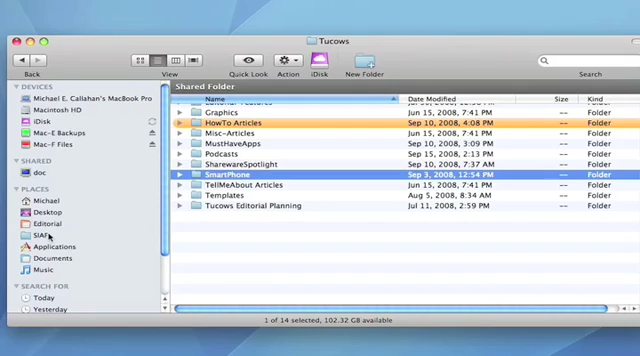 Tucows
Back View Quick Look Action iDisk New Folder Search
Shared Folder
Name Date Modified Size Kind
DEVICES
Michael E. Callahan's MacBook Pro
Macintosh HD
iDisk
Mac-E Backups
Mac-F Files
SHARED
doc
PLACES
Michael
Desktop
Editorial
SIAF
Applications
Documents
Music
SEARCH FOR
Today
Yesterday
Graphics Jun 15, 2008, 7:41 PM -- Folder
HowTo Articles Sep 10, 2008, 4:08 PM -- Folder
Misc-Articles Jun 15, 2008, 7:41 PM -- Folder
MustHaveApps Sep 10, 2008, 9:42 PM -- Folder
Podcasts Sep 15, 2008, 2:13 PM -- Folder
SharewareSpotlight Sep 15, 2008, 7:37 PM -- Folder
SmartPhone Sep 3, 2008, 12:54 PM -- Folder
TellMeAbout Articles Jun 15, 2008, 7:41 PM -- Folder
Templates Aug 5, 2008, 8:34 AM -- Folder
Tucows Editorial Planning Jul 11, 2008, 2:59 PM -- Folder
1 of 14 selected, 102.32 GB available